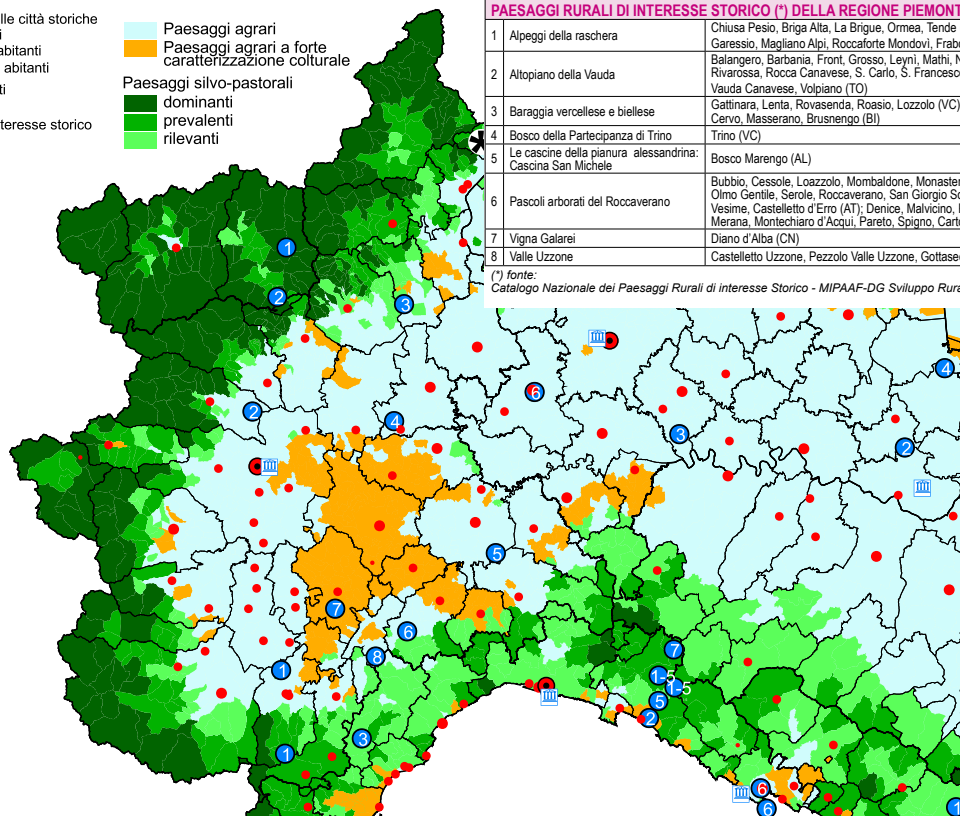 lle città storiche
i
abitanti
abitanti
ti
teresse storico
Paesaggi agrari
Paesaggi agrari a forte
caratterizzazione colturale
Paesaggi silvo-pastorali
dominanti
prevalenti
rilevanti
PAESAGGI RURALI DI INTERESSE STORICO (*) DELLA REGIONE PIEMONT
1 Alpeggi della raschera
Chiusa Pesio, Briga Alta, La Brigue, Ormea, Tende
Garessio, Magliano Alpi, Roccaforte Mondovì, Frabo
2 Altopiano della Vauda
Balangero, Barbania, Front, Grosso, Leynì, Mathi, N
Rivarossa, Rocca Canavese, S. Carlo, S. Francesc
Vauda Canavese, Volpiano (TO)
3 Baraggia vercellese e biellese
Gattinara, Lenta, Rovasenda, Roasio, Lozzolo (VC)
Cervo, Masserano, Brusnengo (BI)
4 Bosco della Partecipanza di Trino
Trino (VC)
5 Le cascine della pianura alessandrina:
Cascina San Michele
Bosco Marengo (AL)
6 Pascoli arborati del Roccaverano
Bubbio, Cessole, Loazzolo, Mombaldone, Monaster
Olmo Gentile, Serole, Roccaverano, San Giorgio Sc
Vesime, Castelletto d'Erro (AT); Denice, Malvicino,
Merana, Montechiaro d'Acqui, Pareto, Spigno, Carto
7 Vigna Galarei
Diano d'Alba (CN)
8 Valle Uzzone
Castelletto Uzzone, Pezzolo Valle Uzzone, Gottase
(*) fonte:
Catalogo Nazionale dei Paesaggi Rurali di interesse Storico - MIPAAF-DG Sviluppo Rura
*
1
2
3
4
2
6
4
3
2
5
7
6
8
1
7
1-5
1-5
5
2
3
1
6
6
1